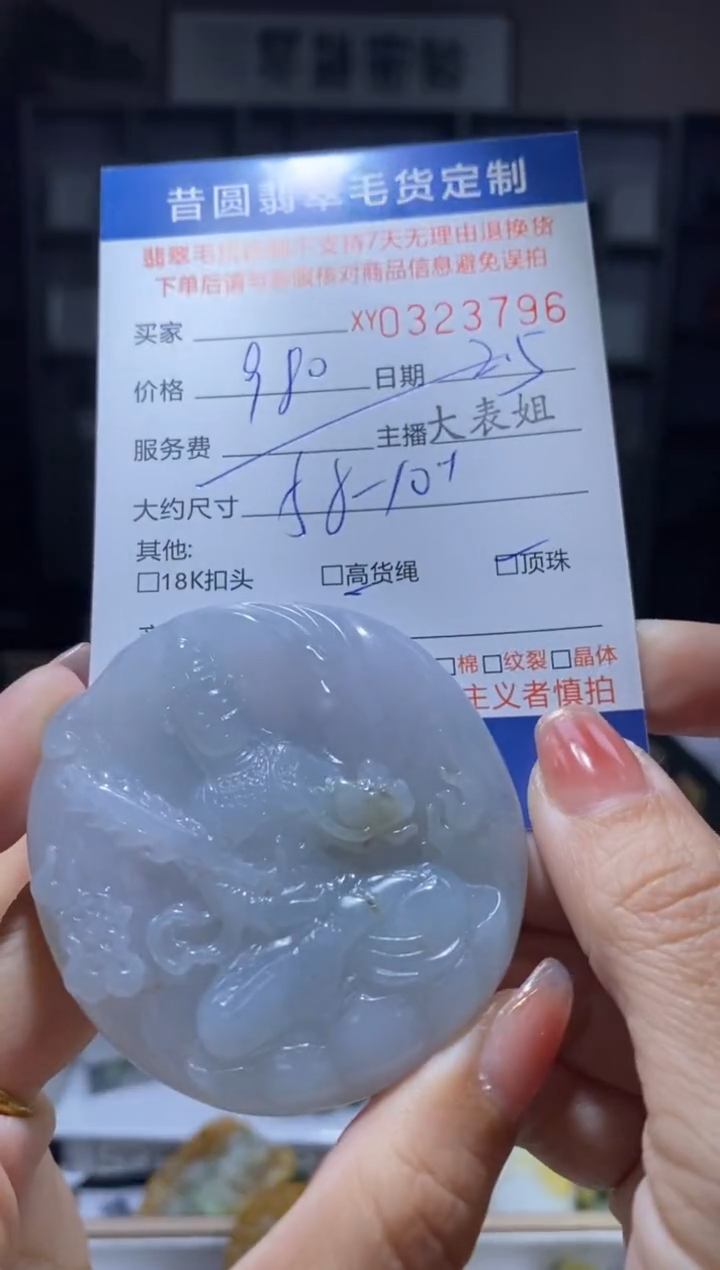 昔圆翡翠毛货定制
翡翠毛货定制不支持7天无理由退换货
下单后请与客服核对商品信息避免误拍
买家 XY0323796
价格 980 日期 2.5
服务费 主播 大表姐
大约尺寸 58-10+
其他:
□18K扣头 □高货绳 □顶珠
□棉 □纹裂 □晶体
主义者慎拍